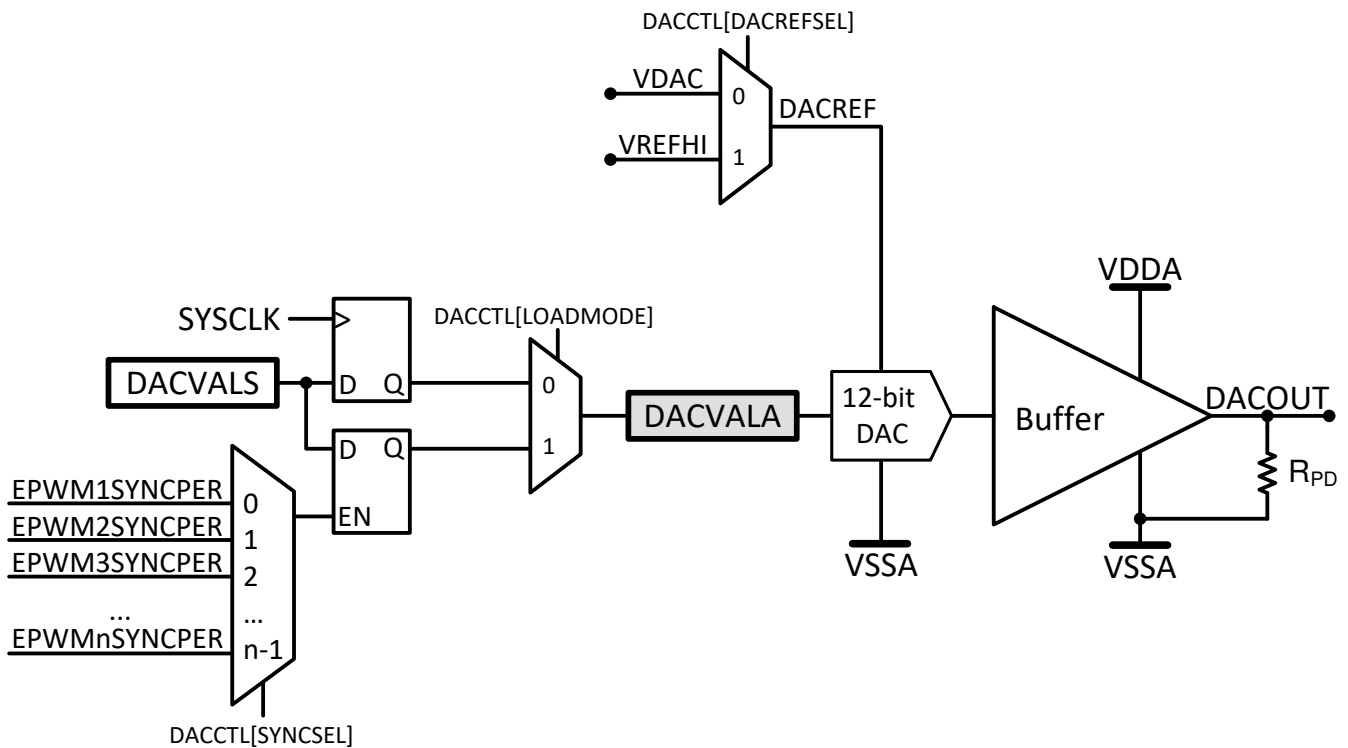 DACCTL[DACREFSEL]
VDAC
0
DACREF
VREFHI
1
VDDA
SYSCLK
>
DACCTL[LOADMODE]
DACVALS
D Q
0
DACVALA
12-bit
DAC
Buffer
DACOUT
D Q
1
RPD
EPWM1SYNCPER
0
EN
EPWM2SYNCPER
1
EPWM3SYNCPER
2
VSSA
VSSA
...
...
EPWMnSYNCPER
n-1
DACCTL[SYNCSEL]